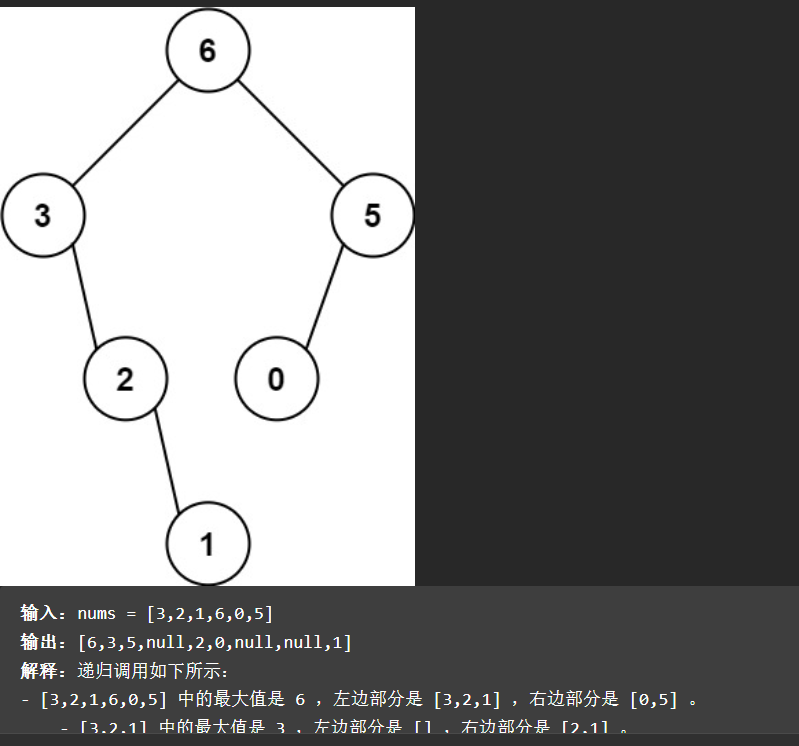 6
3 5
2 0
1
输入：nums = [3,2,1,6,0,5]
输出：[6,3,5,null,2,0,null,null,1]
解释：递归调用如下所示：
- [3,2,1,6,0,5] 中的最大值是 6 ，左边部分是 [3,2,1] ，右边部分是 [0,5] 。
- [3,2,1] 中的最大值是 3 ，左边部分是 [] ，右边部分是 [2,1] 。